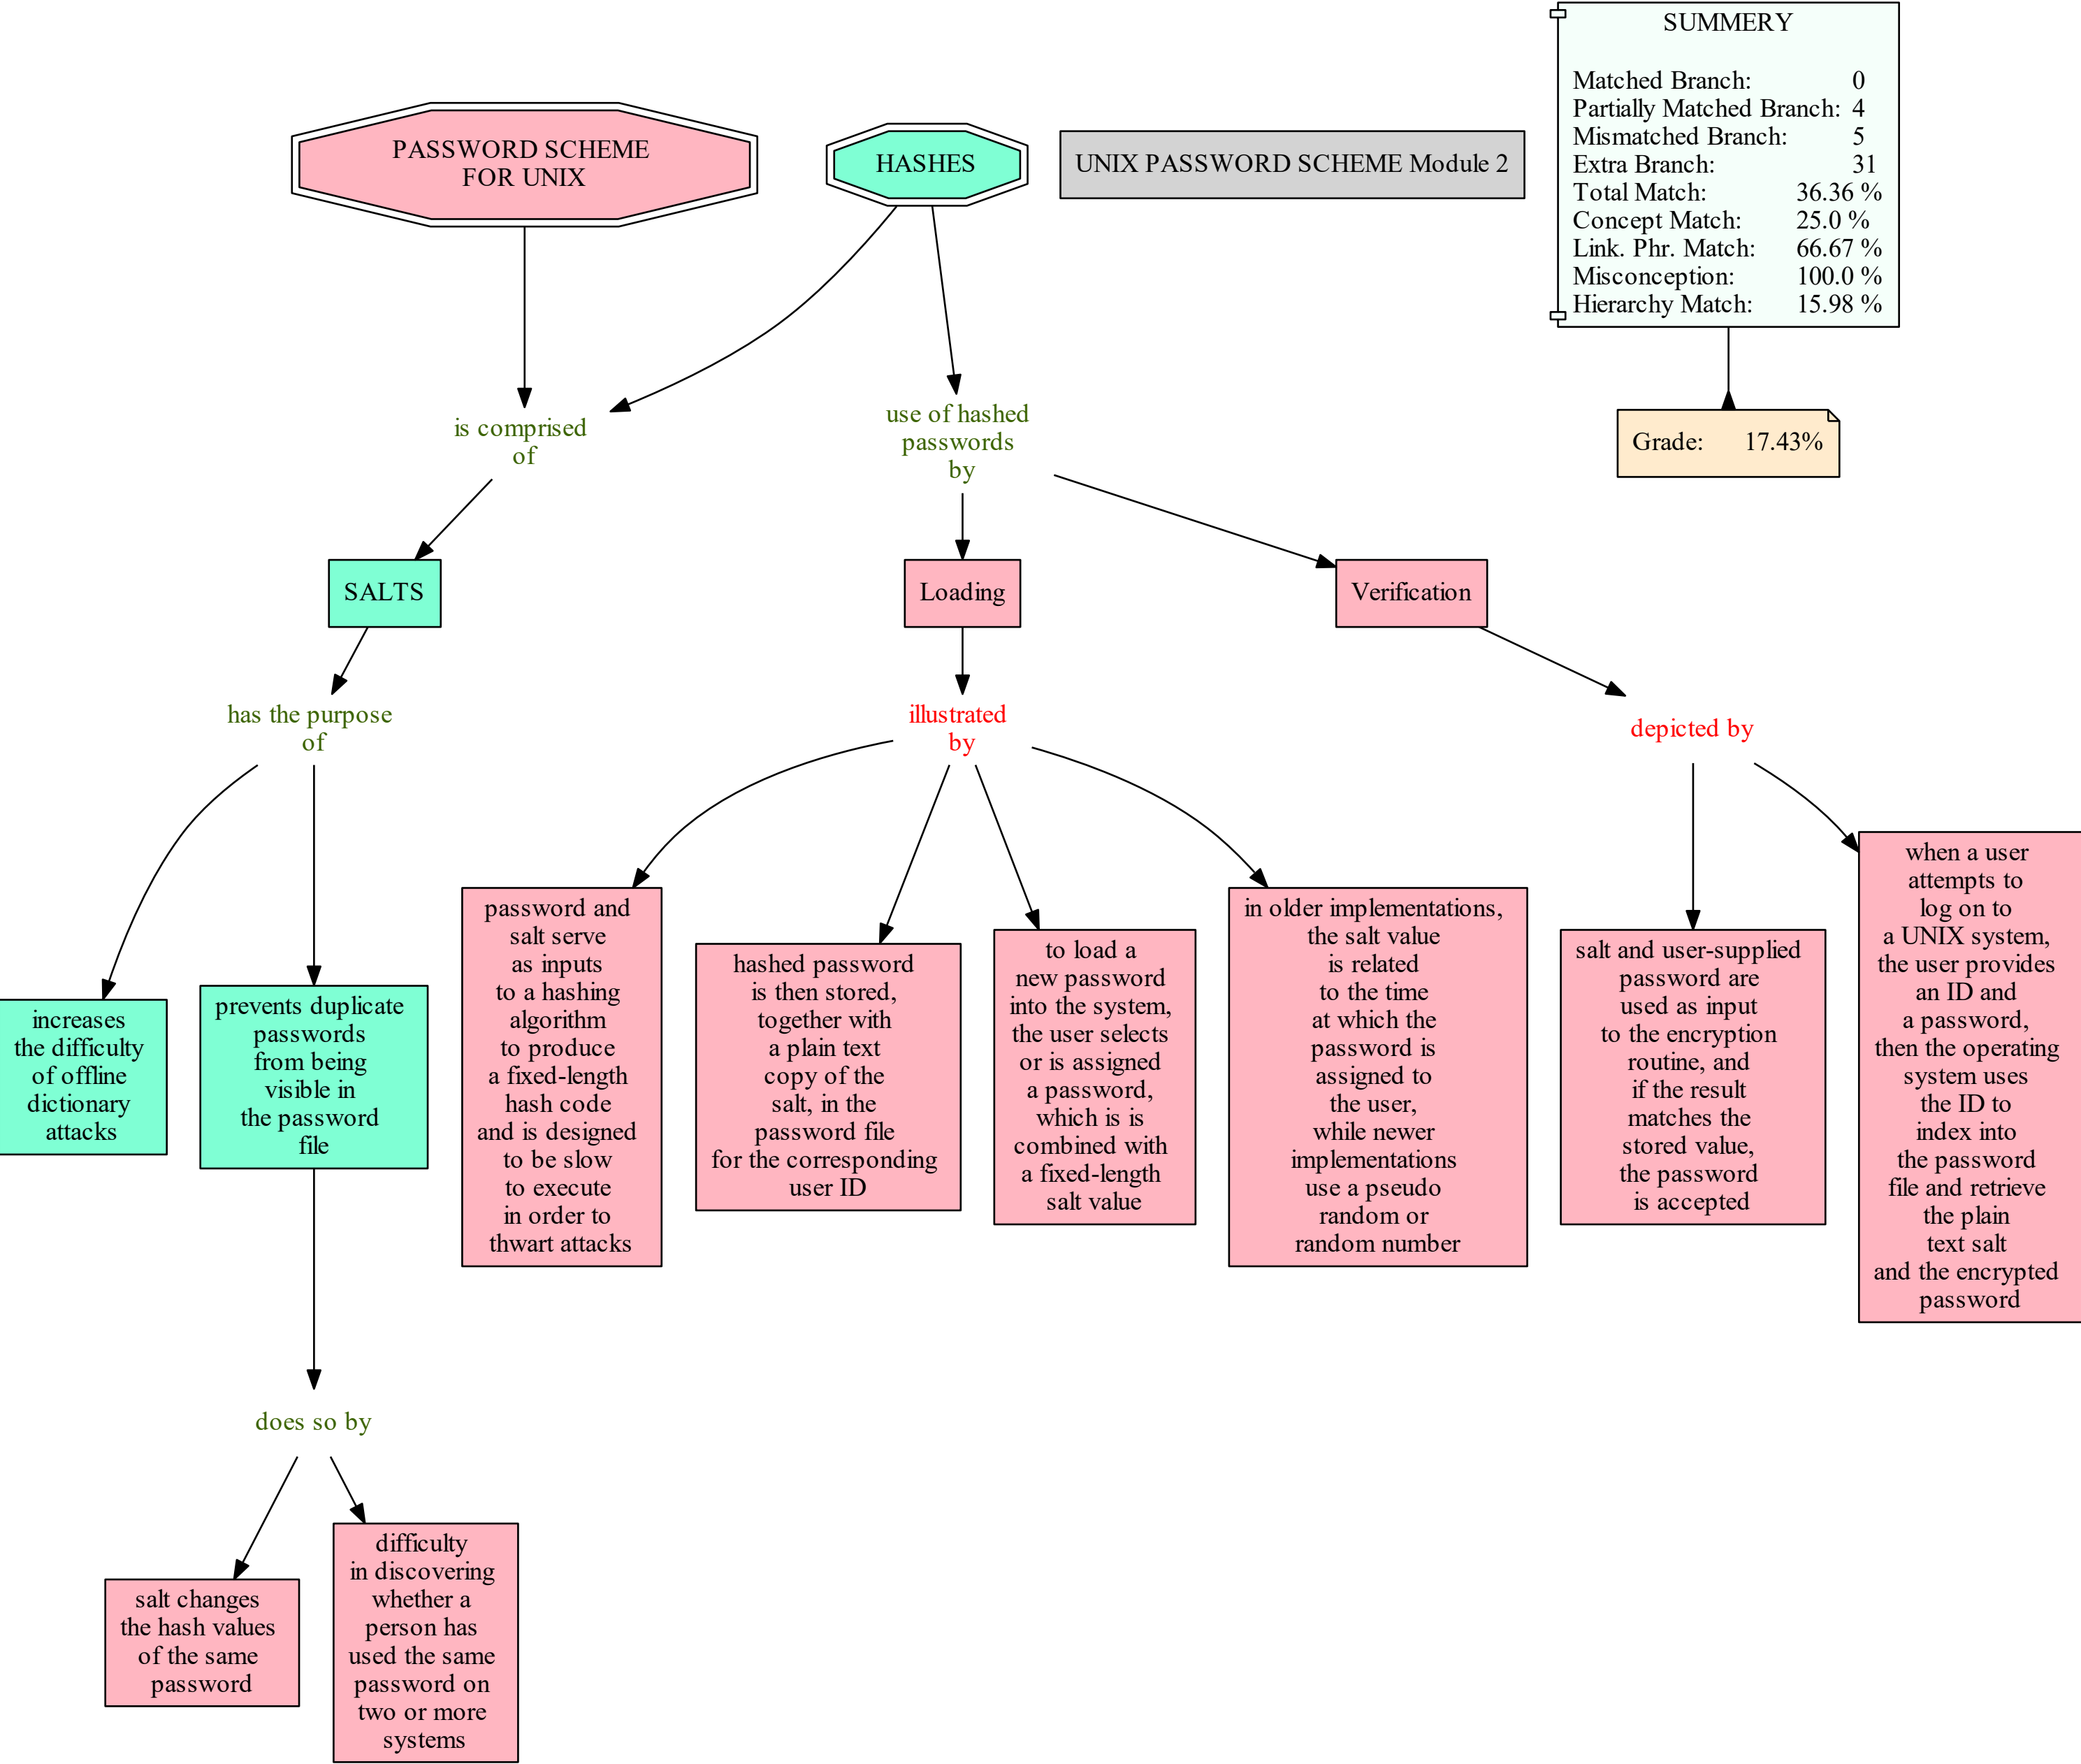 PASSWORD SCHEME
FOR UNIX
HASHES
UNIX PASSWORD SCHEME Module 2
SUMMERY
Matched Branch: 0
Partially Matched Branch: 4
Mismatched Branch: 5
Extra Branch: 31
Total Match: 36.36 %
Concept Match: 25.0 %
Link. Phr. Match: 66.67 %
Misconception: 100.0 %
Hierarchy Match: 15.98 %
Grade: 17.43%
is comprised
of
use of hashed
passwords
by
SALTS
Loading
Verification
has the purpose
of
illustrated
by
depicted by
increases
the difficulty
of offline
dictionary
attacks
prevents duplicate
passwords
from being
visible in
the password
file
password and
salt serve
as inputs
to a hashing
algorithm
to produce
a fixed-length
hash code
and is designed
to be slow
to execute
in order to
thwart attacks
hashed password
is then stored,
together with
a plain text
copy of the
salt, in the
password file
for the corresponding
user ID
to load a
new password
into the system,
the user selects
or is assigned
a password,
which is is
combined with
a fixed-length
salt value
in older implementations,
the salt value
is related
to the time
at which the
password is
assigned to
the user,
while newer
implementations
use a pseudo
random or
random number
salt and user-supplied
password are
used as input
to the encryption
routine, and
if the result
matches the
stored value,
the password
is accepted
when a user
attempts to
log on to
a UNIX system,
the user provides
an ID and
a password,
then the operating
system uses
the ID to
index into
the password
file and retrieve
the plain
text salt
and the encrypted
password
does so by
salt changes
the hash values
of the same
password
difficulty
in discovering
whether a
person has
used the same
password on
two or more
systems